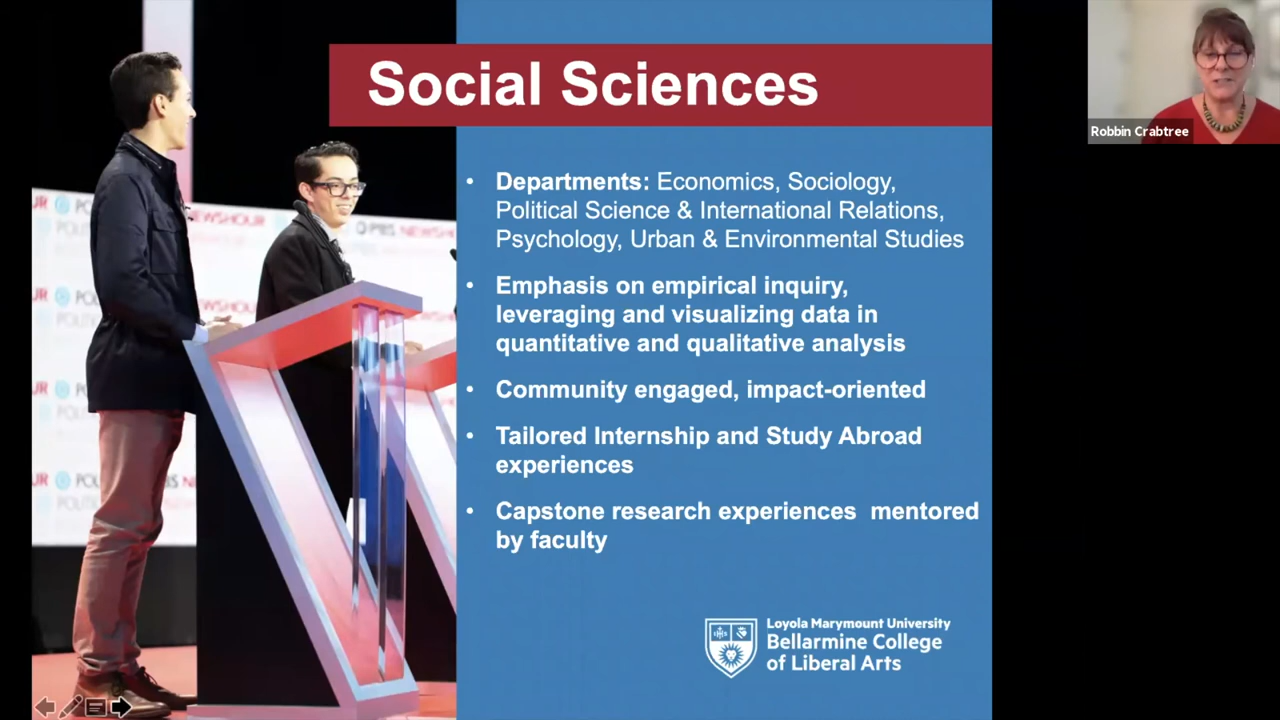 Social Sciences
Robbin Crabtree
• Departments: Economics, Sociology,
Political Science & International Relations,
Psychology, Urban & Environmental Studies
• Emphasis on empirical inquiry,
leveraging and visualizing data in
quantitative and qualitative analysis
• Community engaged, impact-oriented
• Tailored Internship and Study Abroad
experiences
• Capstone research experiences  mentored
by faculty
Loyola Marymount University
Bellarmine College
of Liberal Arts
PBS NEWSHOUR